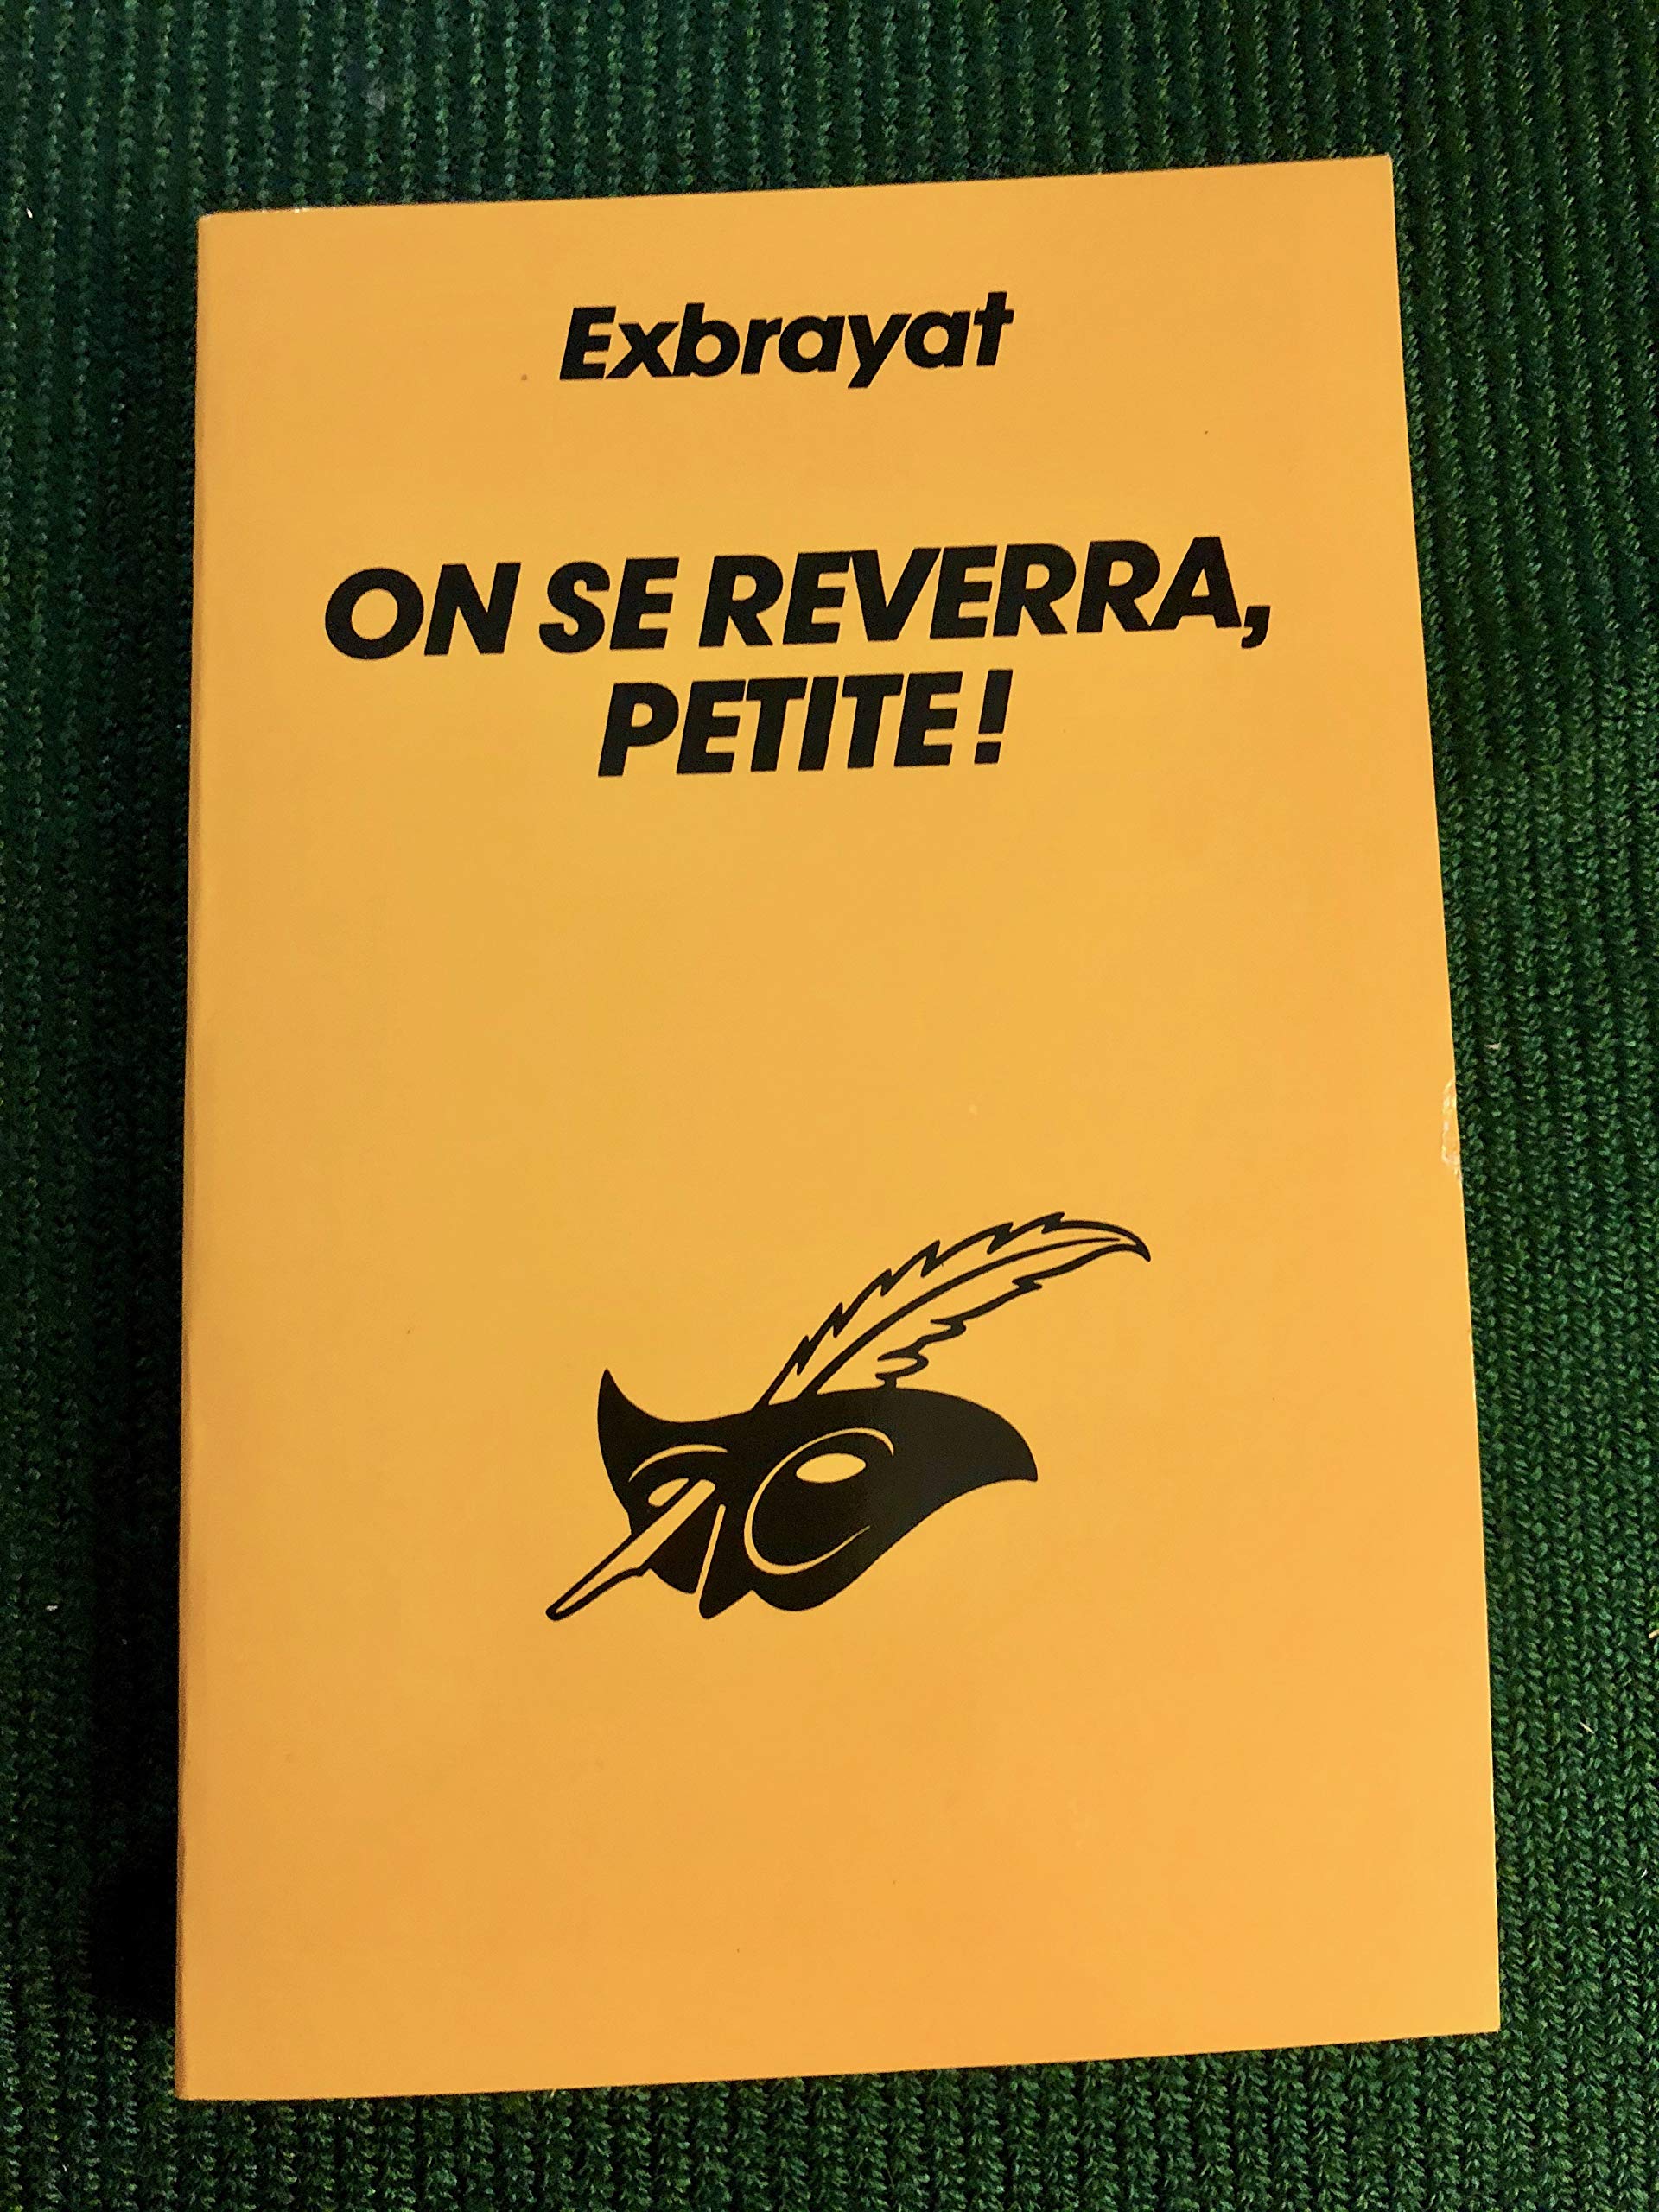 Exbrayat
ON SE REVERRA,
PETITE !